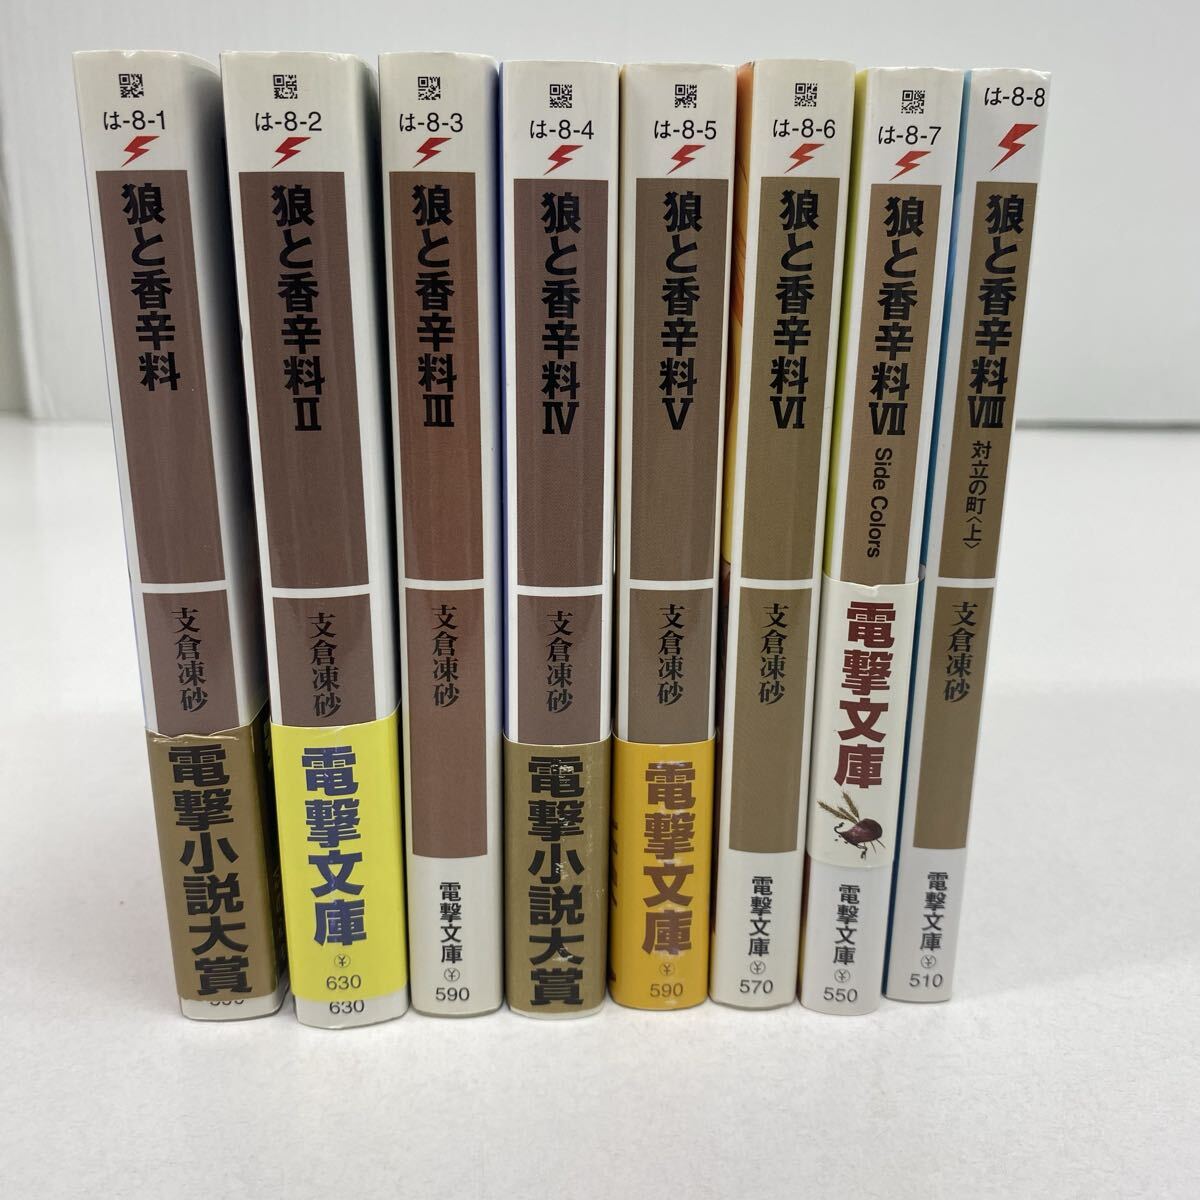 は-8-1
狼と香辛料
支倉凍砂
電撃小説大賞
は-8-2
狼と香辛料Ⅱ
支倉凍砂
電撃文庫
¥
630
630
は-8-3
狼と香辛料Ⅲ
支倉凍砂
電撃文庫
¥
590
は-8-4
狼と香辛料Ⅳ
支倉凍砂
電撃小説大賞
は-8-5
狼と香辛料Ⅴ
支倉凍砂
電撃文庫
¥
590
は-8-6
狼と香辛料Ⅵ
支倉凍砂
電撃文庫
¥
570
は-8-7
狼と香辛料Ⅶ
Side Colors
電撃文庫
電撃文庫
¥
550
は-8-8
狼と香辛料Ⅷ
対立の町〈上〉
支倉凍砂
電撃文庫
¥
510